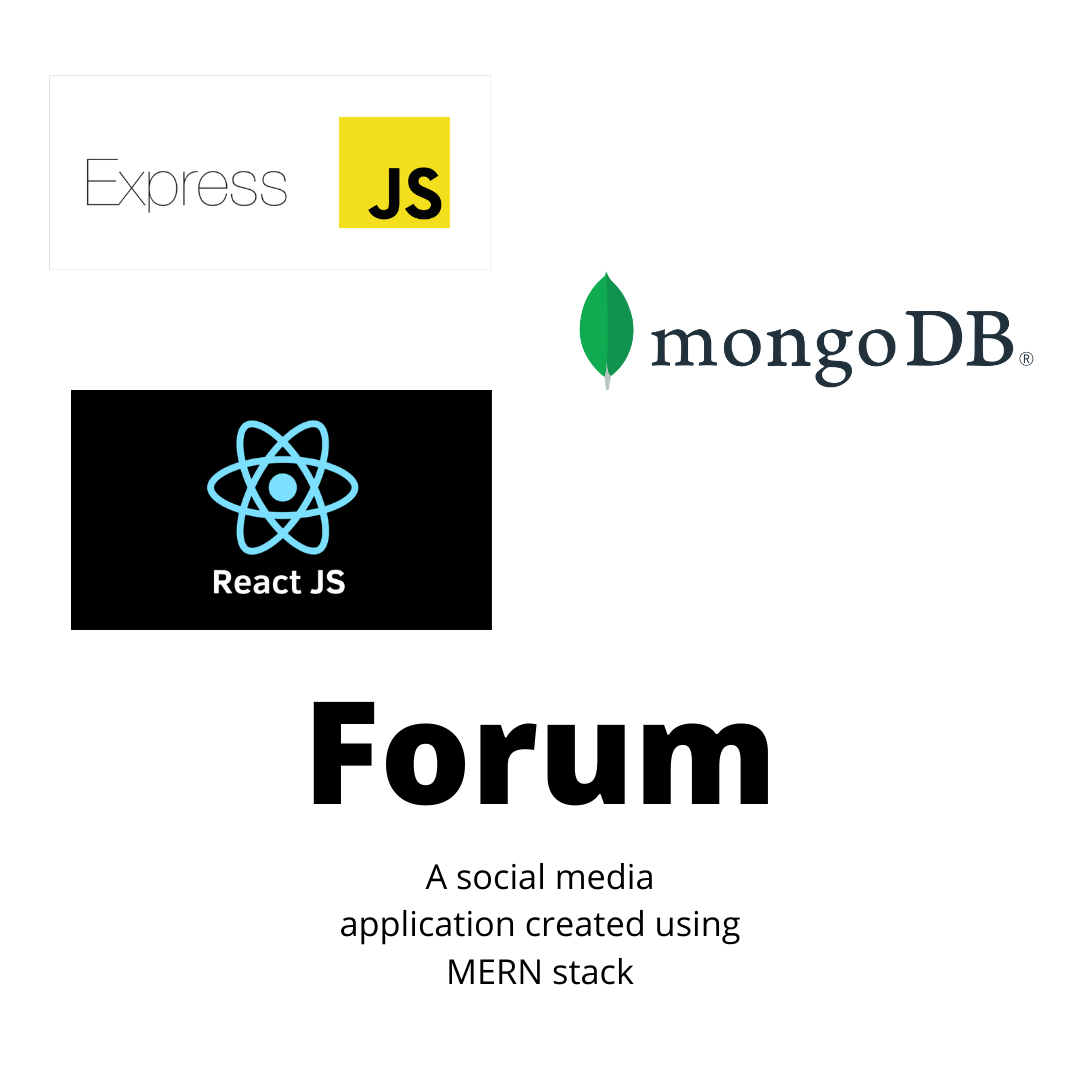 Express
JS
mongoDB®
React JS
Forum
A social media
application created using
MERN stack